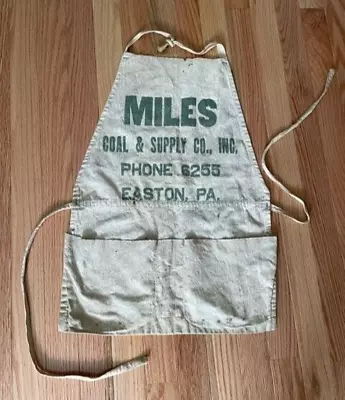 MILES
COAL & SUPPLY CO., INC.
PHONE 6255
EASTON, PA.